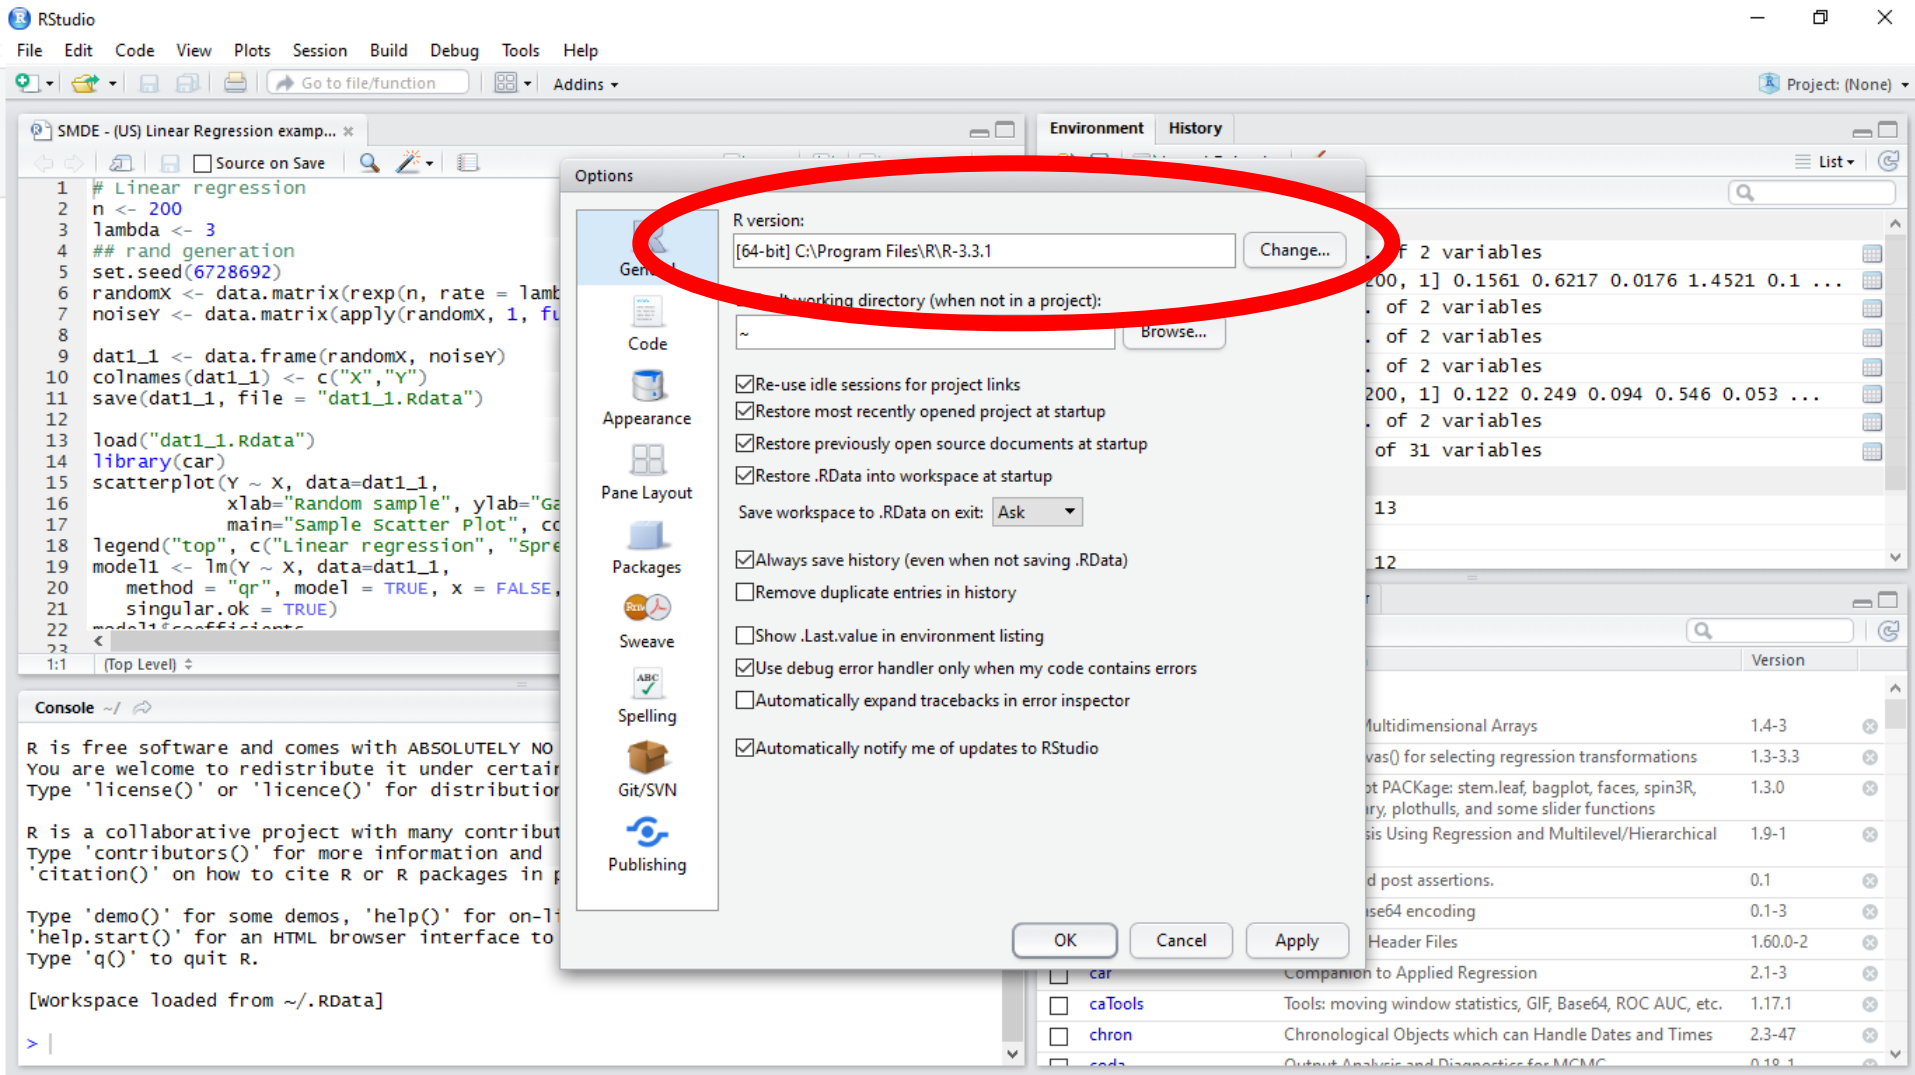 RStudio
File Edit Code View Plots Session Build Debug Tools Help
Go to file/function Addins Project: (None)
SMDE - (US) Linear Regression examp...
Source on Save
1 # Linear regression
2 n <- 200
3 lambda <- 3
4 ## rand generation
5 set.seed(6728692)
6 randomX <- data.matrix(rexp(n, rate = lamb
7 noiseY <- data.matrix(apply(randomX, 1, fu
8
9 dat1_1 <- data.frame(randomX, noiseY)
10 colnames(dat1_1) <- c("X","Y")
11 save(dat1_1, file = "dat1_1.Rdata")
12
13 load("dat1_1.Rdata")
14 library(car)
15 scatterplot(Y ~ X, data=dat1_1,
16 xlab="Random sample", ylab="Ga
17 main="Sample Scatter Plot", co
18 legend("top", c("Linear regression", "Spre
19 model1 <- lm(Y ~ X, data=dat1_1,
20 method = "qr", model = TRUE, x = FALSE,
21 singular.ok = TRUE)
22 model1$coefficients
23
1:1 (Top Level)
Console ~/
R is free software and comes with ABSOLUTELY NO
You are welcome to redistribute it under certain
Type 'license()' or 'licence()' for distribution
R is a collaborative project with many contribut
Type 'contributors()' for more information and
'citation()' on how to cite R or R packages in p
Type 'demo()' for some demos, 'help()' for on-li
'help.start()' for an HTML browser interface to
Type 'q()' to quit R.
[Workspace loaded from ~/.RData]
>
Options
General
Code
Appearance
Pane Layout
Packages
Sweave
ABC
Spelling
Git/SVN
Publishing
R version:
[64-bit] C:\Program Files\R\R-3.3.1
Change...
working directory (when not in a project):
~
Browse...
Re-use idle sessions for project links
Restore most recently opened project at startup
Restore previously open source documents at startup
Restore .RData into workspace at startup
Save workspace to .RData on exit: Ask
Always save history (even when not saving .RData)
Remove duplicate entries in history
Show .Last.value in environment listing
Use debug error handler only when my code contains errors
Automatically expand tracebacks in error inspector
Automatically notify me of updates to RStudio
OK Cancel Apply
Environment History
List
. of 2 variables
200, 1] 0.1561 0.6217 0.0176 1.4521 0.1 ...
. of 2 variables
. of 2 variables
. of 2 variables
200, 1] 0.122 0.249 0.094 0.546 0.053 ...
. of 2 variables
of 31 variables
13
12
Version
Multidimensional Arrays 1.4-3
vas() for selecting regression transformations 1.3-3.3
ot PACKage: stem.leaf, bagplot, faces, spin3R, 1.3.0
ry, plothulls, and some slider functions
sis Using Regression and Multilevel/Hierarchical 1.9-1
d post assertions. 0.1
se64 encoding 0.1-3
Header Files 1.60.0-2
car Companion to Applied Regression 2.1-3
caTools Tools: moving window statistics, GIF, Base64, ROC AUC, etc. 1.17.1
chron Chronological Objects which can Handle Dates and Times 2.3-47
coda Output Analysis and Diagnostics for MCMC 0.18-1